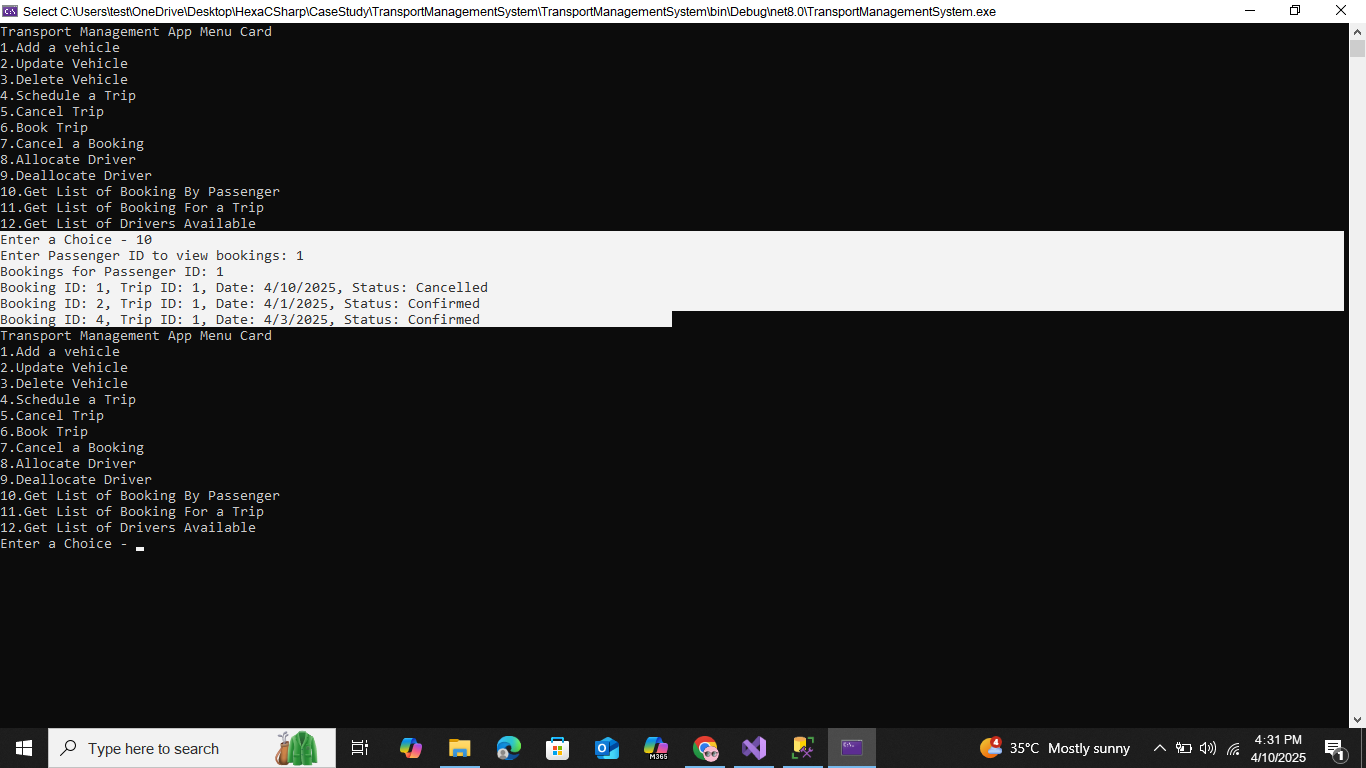 Select C:\Users\test\OneDrive\Desktop\HexaCSharp\CaseStudy\TransportManagementSystem\TransportManagementSystem\bin\Debug\net8.0\TransportManagementSystem.exe
Transport Management App Menu Card
1.Add a vehicle
2.Update Vehicle
3.Delete Vehicle
4.Schedule a Trip
5.Cancel Trip
6.Book Trip
7.Cancel a Booking
8.Allocate Driver
9.Deallocate Driver
10.Get List of Booking By Passenger
11.Get List of Booking For a Trip
12.Get List of Drivers Available
Enter a Choice - 10
Enter Passenger ID to view bookings: 1
Bookings for Passenger ID: 1
Booking ID: 1, Trip ID: 1, Date: 4/10/2025, Status: Cancelled
Booking ID: 2, Trip ID: 1, Date: 4/1/2025, Status: Confirmed
Booking ID: 4, Trip ID: 1, Date: 4/3/2025, Status: Confirmed
Transport Management App Menu Card
1.Add a vehicle
2.Update Vehicle
3.Delete Vehicle
4.Schedule a Trip
5.Cancel Trip
6.Book Trip
7.Cancel a Booking
8.Allocate Driver
9.Deallocate Driver
10.Get List of Booking By Passenger
11.Get List of Booking For a Trip
12.Get List of Drivers Available
Enter a Choice -
Type here to search
M365
4
35°C Mostly sunny
4:31 PM
4/10/2025
1